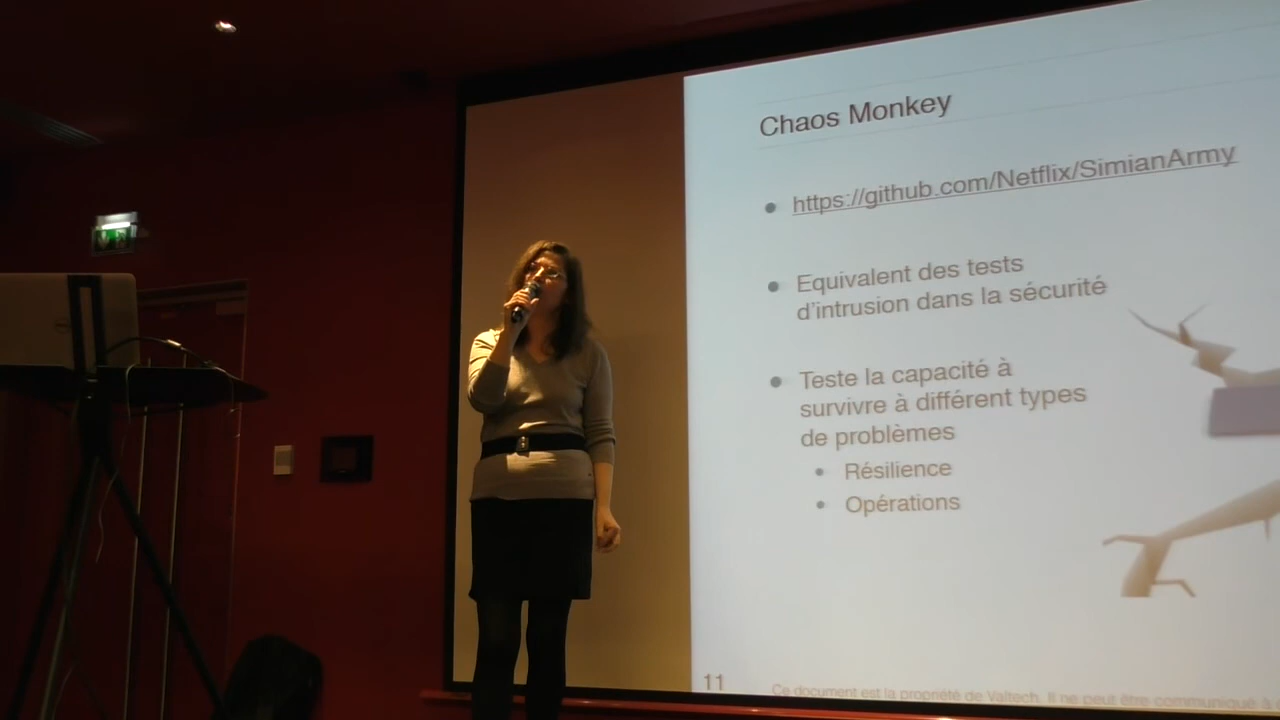 Chaos Monkey
https://github.com/Netflix/SimianArmy
Equivalent des tests
d'intrusion dans la sécurité
Teste la capacité à
survivre à différent types
de problèmes
Résilience
Opérations
11
Ce document est la propriété de Valtech. Il ne peut être communiqué à